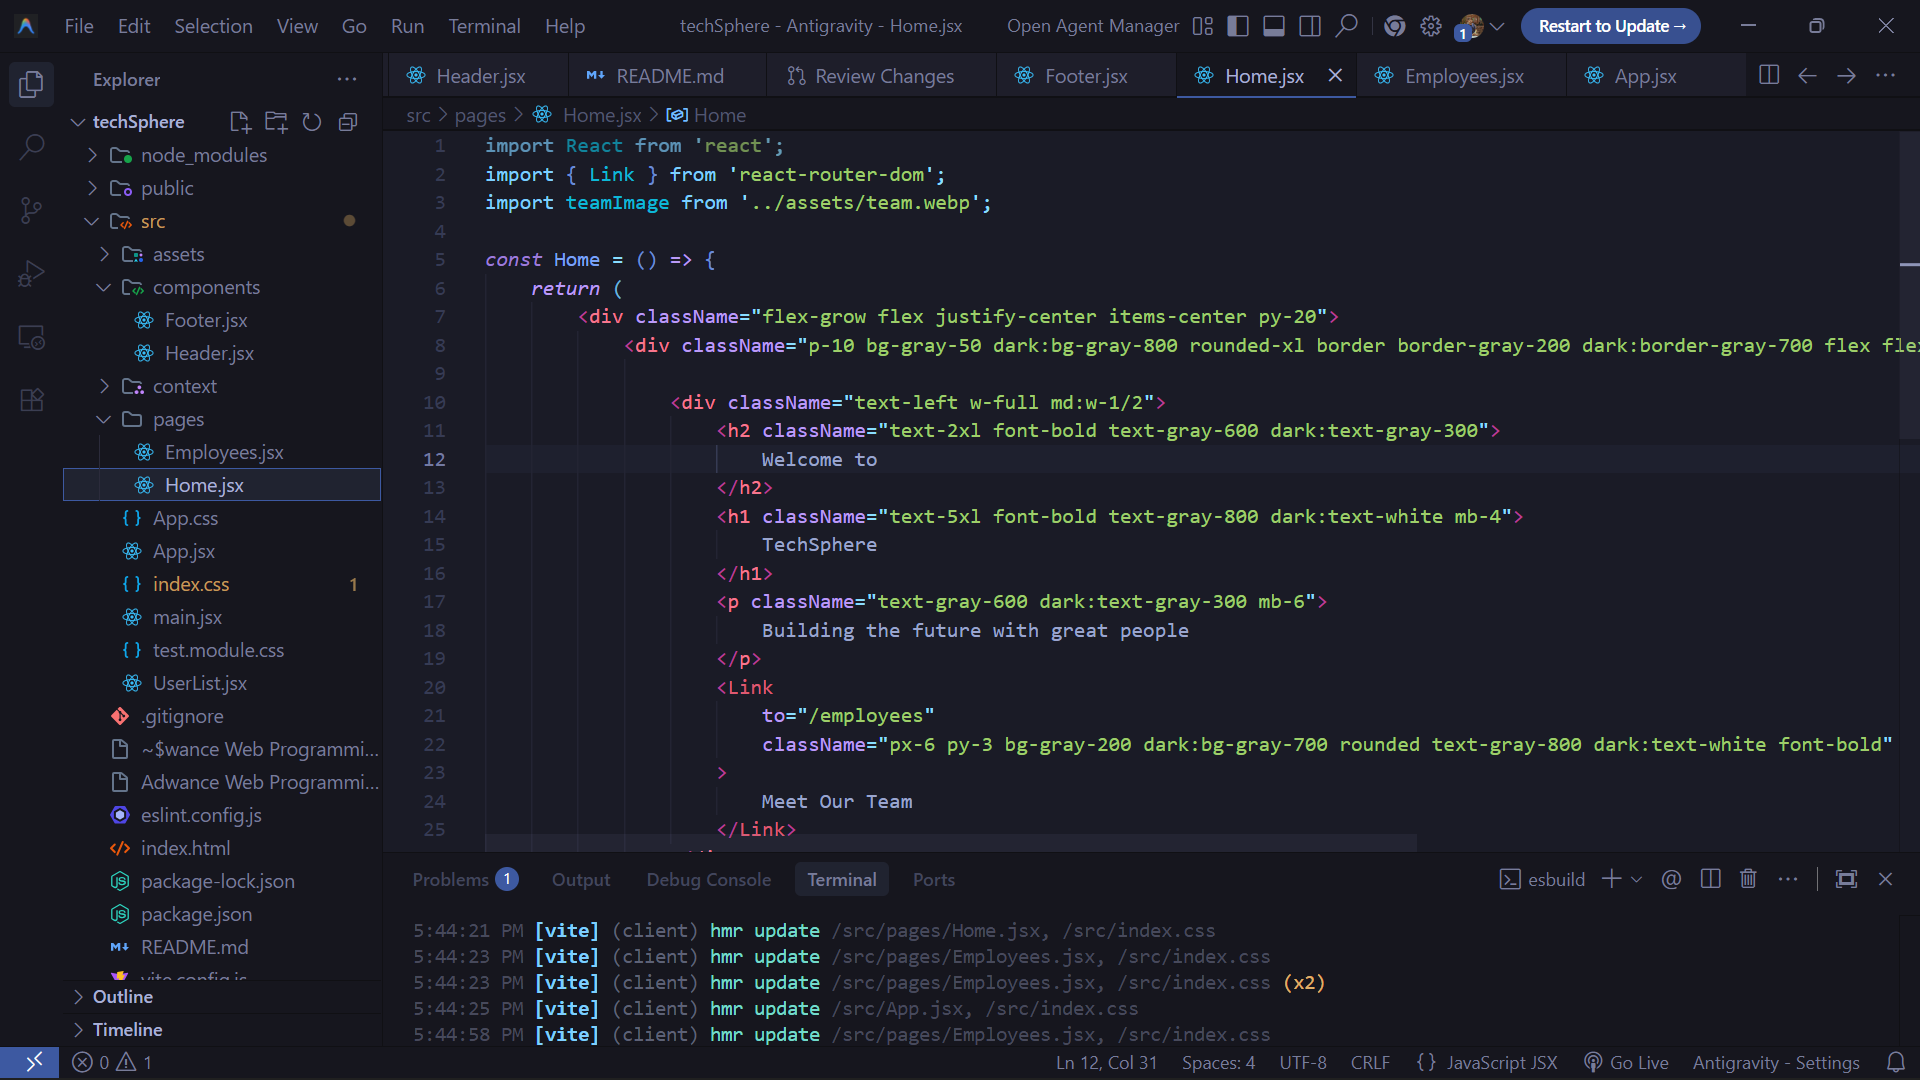 File Edit Selection View Go Run Terminal Help
techSphere - Antigravity - Home.jsx
Open Agent Manager
1
Restart to Update →
Explorer
Header.jsx
README.md
Review Changes
Footer.jsx
Home.jsx
Employees.jsx
App.jsx
src > pages > Home.jsx > Home
techSphere
node_modules
public
src
assets
components
Footer.jsx
Header.jsx
context
pages
Employees.jsx
Home.jsx
App.css
App.jsx
index.css 1
main.jsx
test.module.css
UserList.jsx
.gitignore
~$wance Web Programmi...
Adwance Web Programmi...
eslint.config.js
index.html
package-lock.json
package.json
README.md
vite.config.js
Outline
Timeline
1 import React from 'react';
2 import { Link } from 'react-router-dom';
3 import teamImage from '../assets/team.webp';
4
5 const Home = () => {
6 return (
7 <div className="flex-grow flex justify-center items-center py-20">
8 <div className="p-10 bg-gray-50 dark:bg-gray-800 rounded-xl border border-gray-200 dark:border-gray-700 flex fle
9
10 <div className="text-left w-full md:w-1/2">
11 <h2 className="text-2xl font-bold text-gray-600 dark:text-gray-300">
12 Welcome to
13 </h2>
14 <h1 className="text-5xl font-bold text-gray-800 dark:text-white mb-4">
15 TechSphere
16 </h1>
17 <p className="text-gray-600 dark:text-gray-300 mb-6">
18 Building the future with great people
19 </p>
20 <Link
21 to="/employees"
22 className="px-6 py-3 bg-gray-200 dark:bg-gray-700 rounded text-gray-800 dark:text-white font-bold"
23 >
24 Meet Our Team
25 </Link>
Problems 1 Output Debug Console Terminal Ports
esbuild
5:44:21 PM [vite] (client) hmr update /src/pages/Home.jsx, /src/index.css
5:44:23 PM [vite] (client) hmr update /src/pages/Employees.jsx, /src/index.css
5:44:23 PM [vite] (client) hmr update /src/pages/Employees.jsx, /src/index.css (x2)
5:44:25 PM [vite] (client) hmr update /src/App.jsx, /src/index.css
5:44:58 PM [vite] (client) hmr update /src/pages/Employees.jsx, /src/index.css
0 1
Ln 12, Col 31 Spaces: 4 UTF-8 CRLF {} JavaScript JSX Go Live Antigravity - Settings